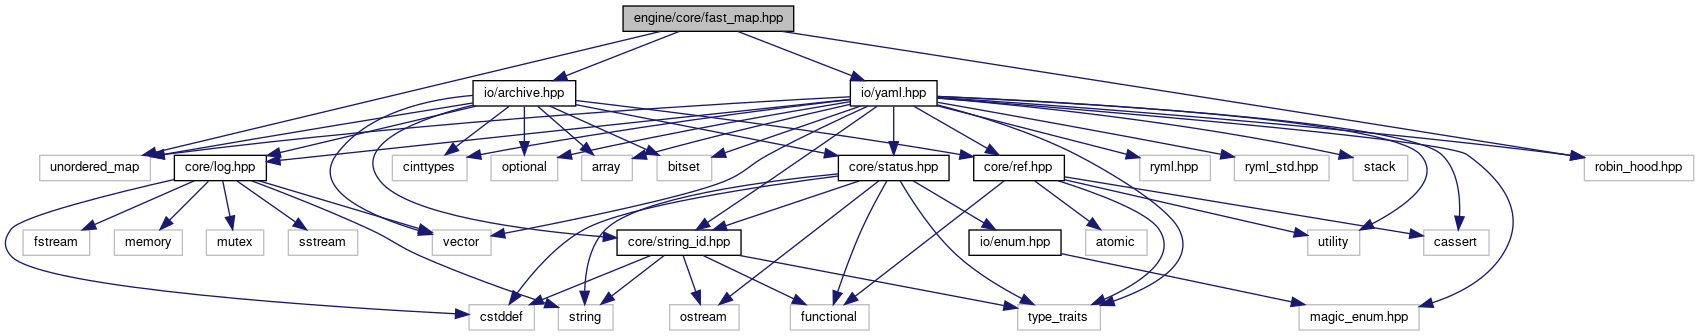 engine/core/fast_map.hpp
io/archive.hpp
io/yaml.hpp
unordered_map
core/log.hpp
cinttypes
optional
array
bitset
core/status.hpp
core/ref.hpp
ryml.hpp
ryml_std.hpp
stack
robin_hood.hpp
fstream
memory
mutex
sstream
vector
core/string_id.hpp
io/enum.hpp
atomic
utility
cassert
cstddef
string
ostream
functional
type_traits
magic_enum.hpp